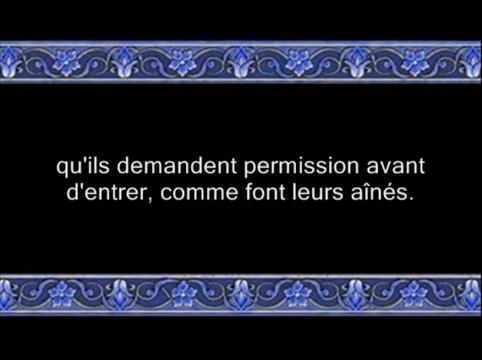 qu'ils demandent permission avant
d'entrer, comme font leurs aînés.